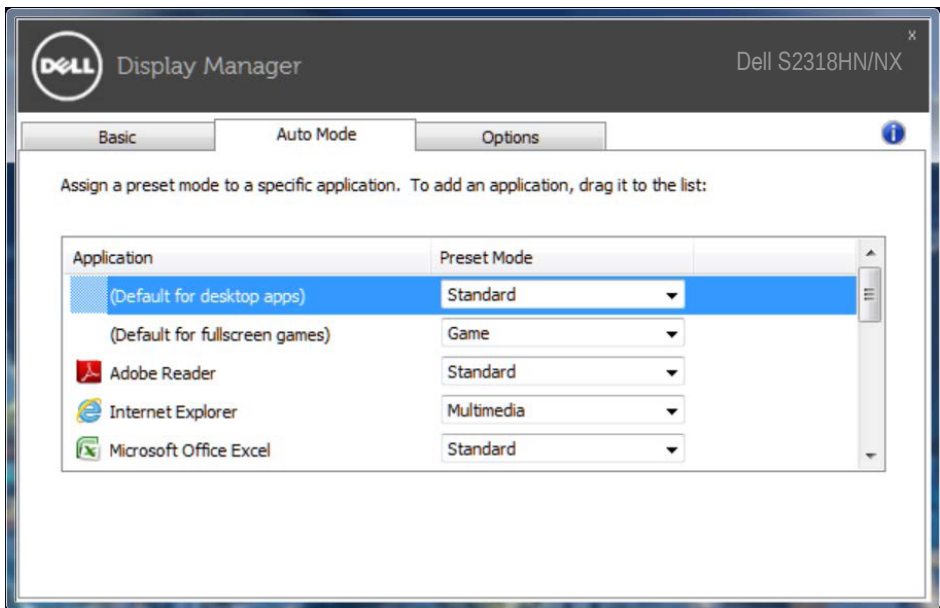 x
DELL Display Manager Dell S2318HN/NX
Basic Auto Mode Options
Assign a preset mode to a specific application. To add an application, drag it to the list:
Application Preset Mode
(Default for desktop apps) Standard
(Default for fullscreen games) Game
Adobe Reader Standard
Internet Explorer Multimedia
Microsoft Office Excel Standard